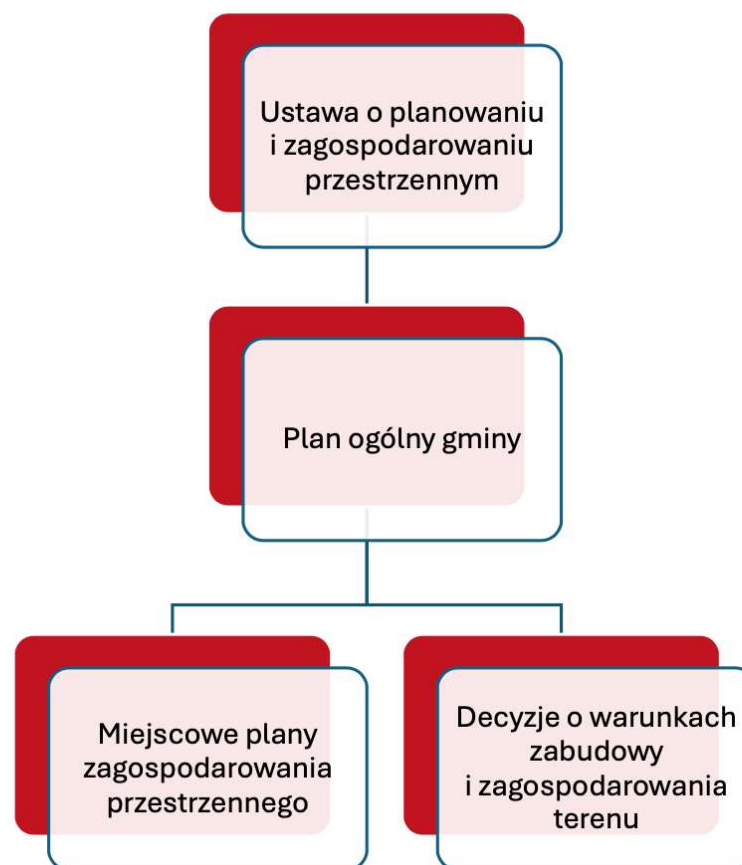 Ustawa o planowaniu
i zagospodarowaniu
przestrzennym
Plan ogólny gminy
Miejscowe plany
zagospodarowania
przestrzennego
Decyzje o warunkach
zabudowy
i zagospodarowania
terenu